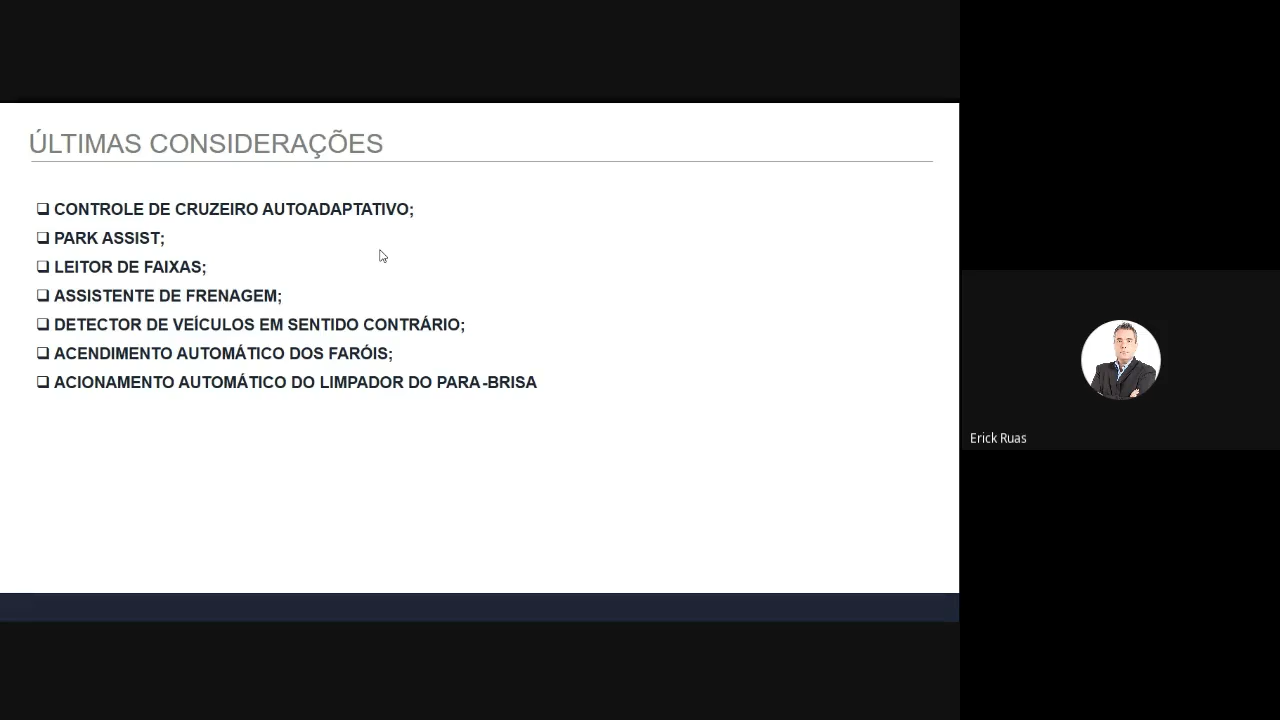 ÚLTIMAS CONSIDERAÇÕES
❑ CONTROLE DE CRUZEIRO AUTOADAPTATIVO;
❑ PARK ASSIST;
❑ LEITOR DE FAIXAS;
❑ ASSISTENTE DE FRENAGEM;
❑ DETECTOR DE VEÍCULOS EM SENTIDO CONTRÁRIO;
❑ ACENDIMENTO AUTOMÁTICO DOS FARÓIS;
❑ ACIONAMENTO AUTOMÁTICO DO LIMPADOR DO PARA-BRISA
Erick Ruas